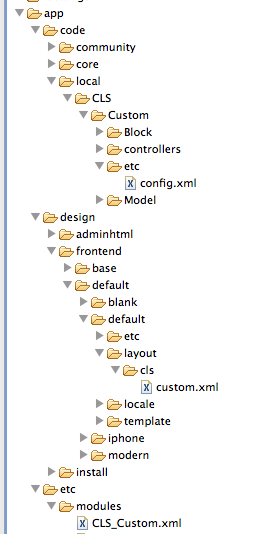 app
code
community
core
local
CLS
Custom
Block
controllers
etc
config.xml
Model
design
adminhtml
frontend
base
default
blank
default
etc
layout
cls
custom.xml
locale
template
iphone
modern
install
etc
modules
CLS_Custom.xml